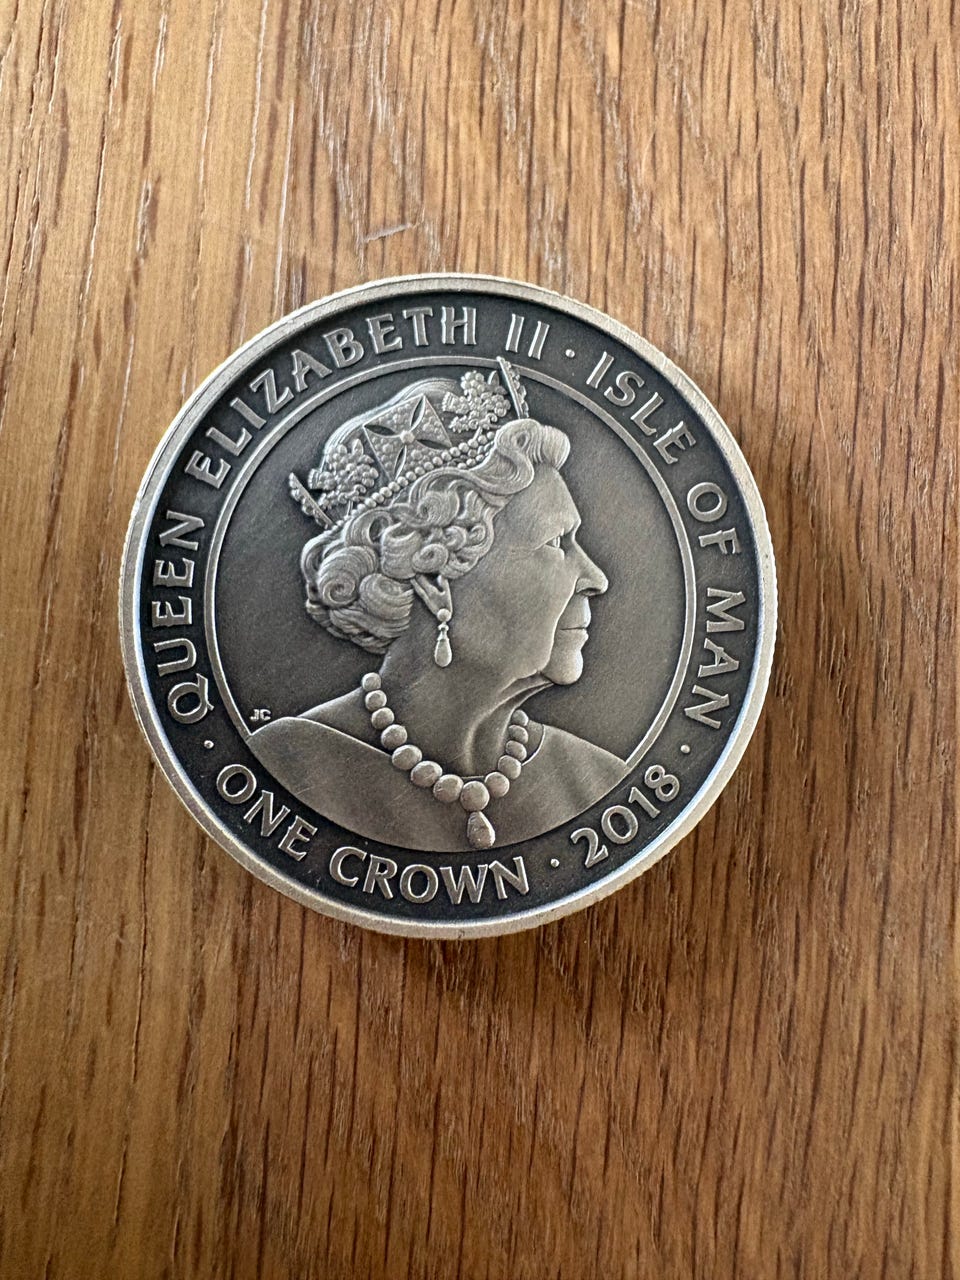 QUEEN ELIZABETH II · ISLE OF MAN · 2018 · ONE CROWN ·
JC